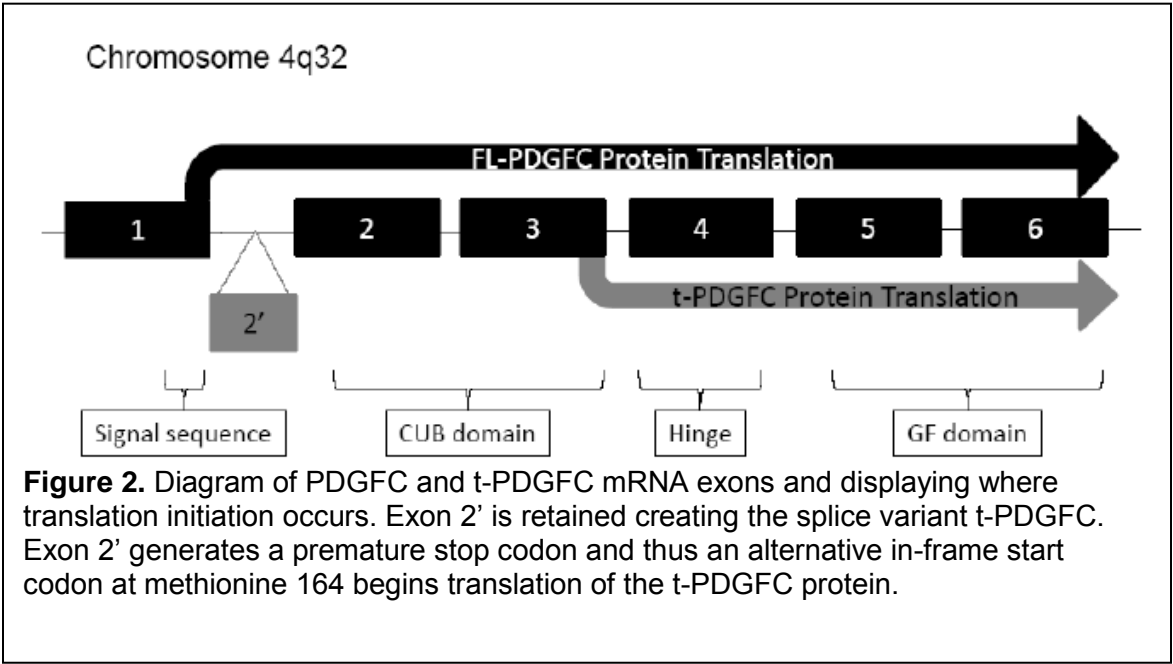 Chromosome 4q32
FL-PDGFC Protein Translation
1
2
3
4
5
6
2’
t-PDGFC Protein Translation
Signal sequence
CUB domain
Hinge
GF domain
Figure 2. Diagram of PDGFC and t-PDGFC mRNA exons and displaying where
translation initiation occurs. Exon 2’ is retained creating the splice variant t-PDGFC.
Exon 2’ generates a premature stop codon and thus an alternative in-frame start
codon at methionine 164 begins translation of the t-PDGFC protein.